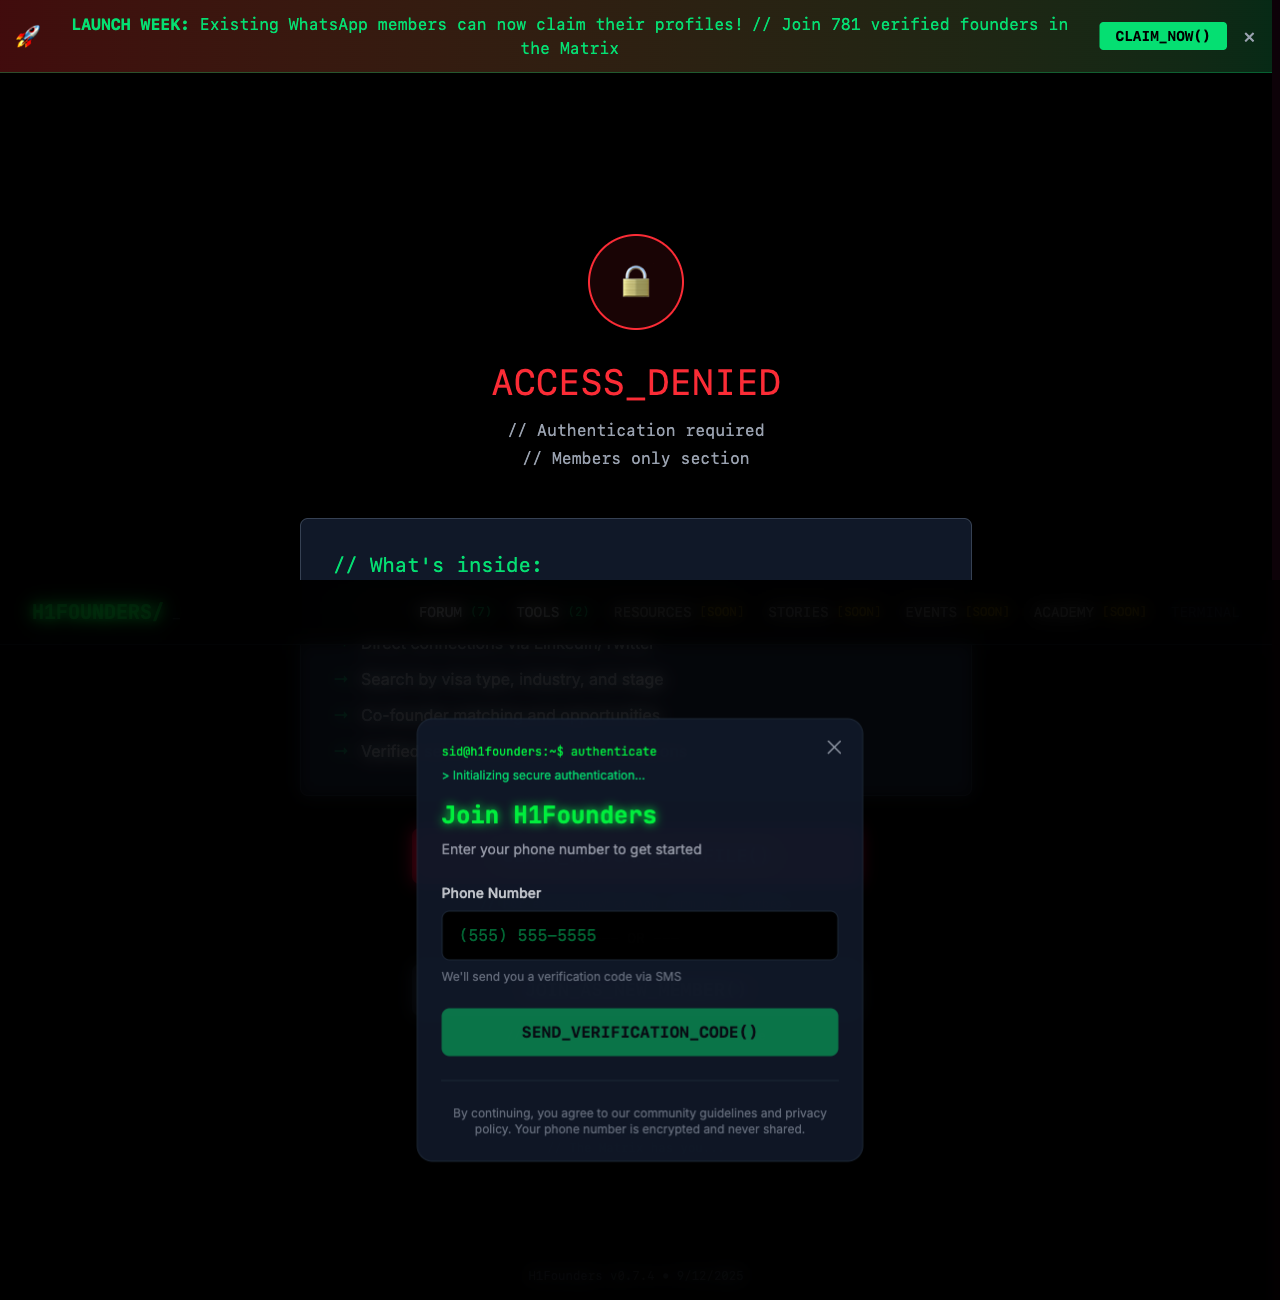 LAUNCH WEEK: Existing WhatsApp members can now claim their profiles! // Join 781 verified founders in
the Matrix
CLAIM_NOW()
×
ACCESS_DENIED
// Authentication required
// Members only section
// What's inside:
H1FOUNDERS/
FORUM (7)
TOOLS (2)
RESOURCES [SOON]
STORIES [SOON]
EVENTS [SOON]
ACADEMY [SOON]
Direct connections via LinkedIn/Twitter
→ Search by visa type, industry, and stage
→ Co-founder matching and opportunities
→ Verified
sid@h1founders:~$ authenticate
> Initializing secure authentication...
Join H1Founders
Enter your phone number to get started
Phone Number
(555) 555-5555
We'll send you a verification code via SMS
SEND_VERIFICATION_CODE()
By continuing, you agree to our community guidelines and privacy
policy. Your phone number is encrypted and never shared.